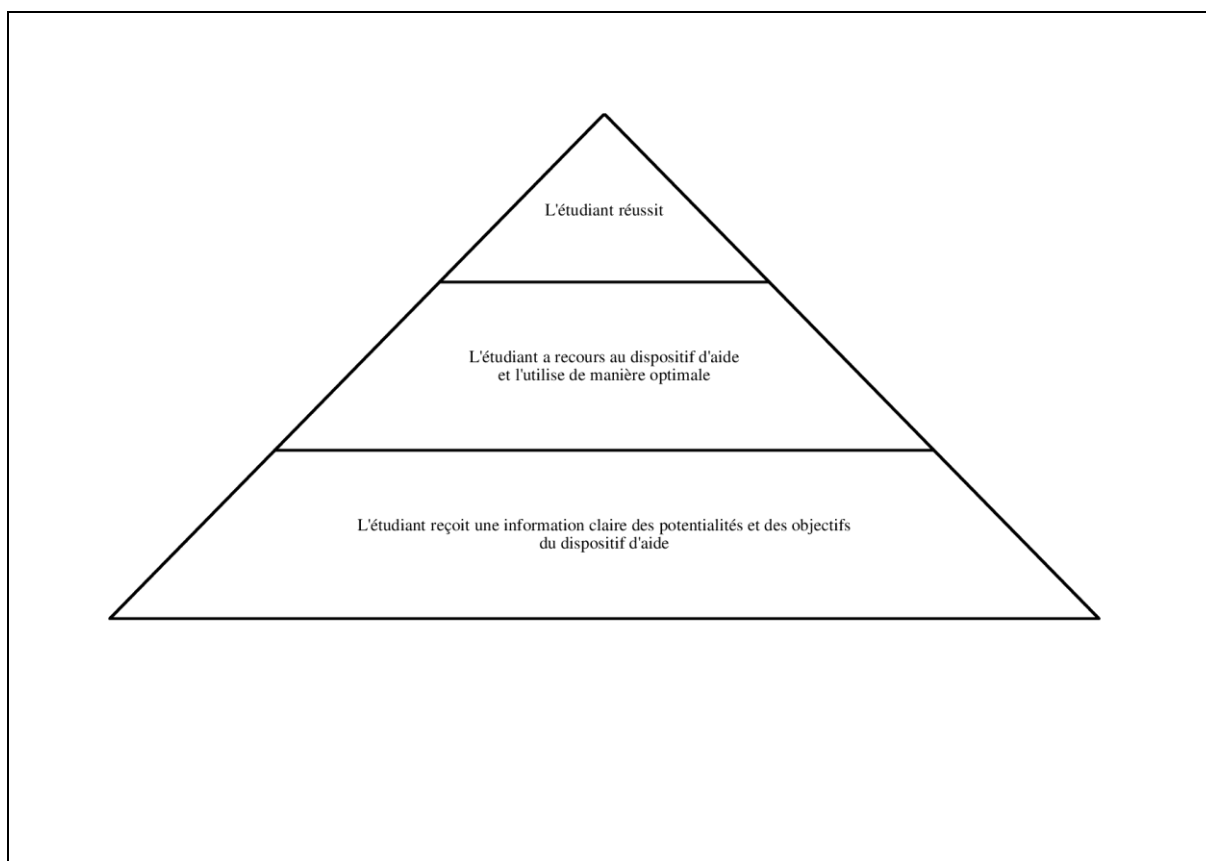 L'étudiant réussit
L'étudiant a recours au dispositif d'aide
et l'utilise de manière optimale
L'étudiant reçoit une information claire des potentialités et des objectifs
du dispositif d'aide